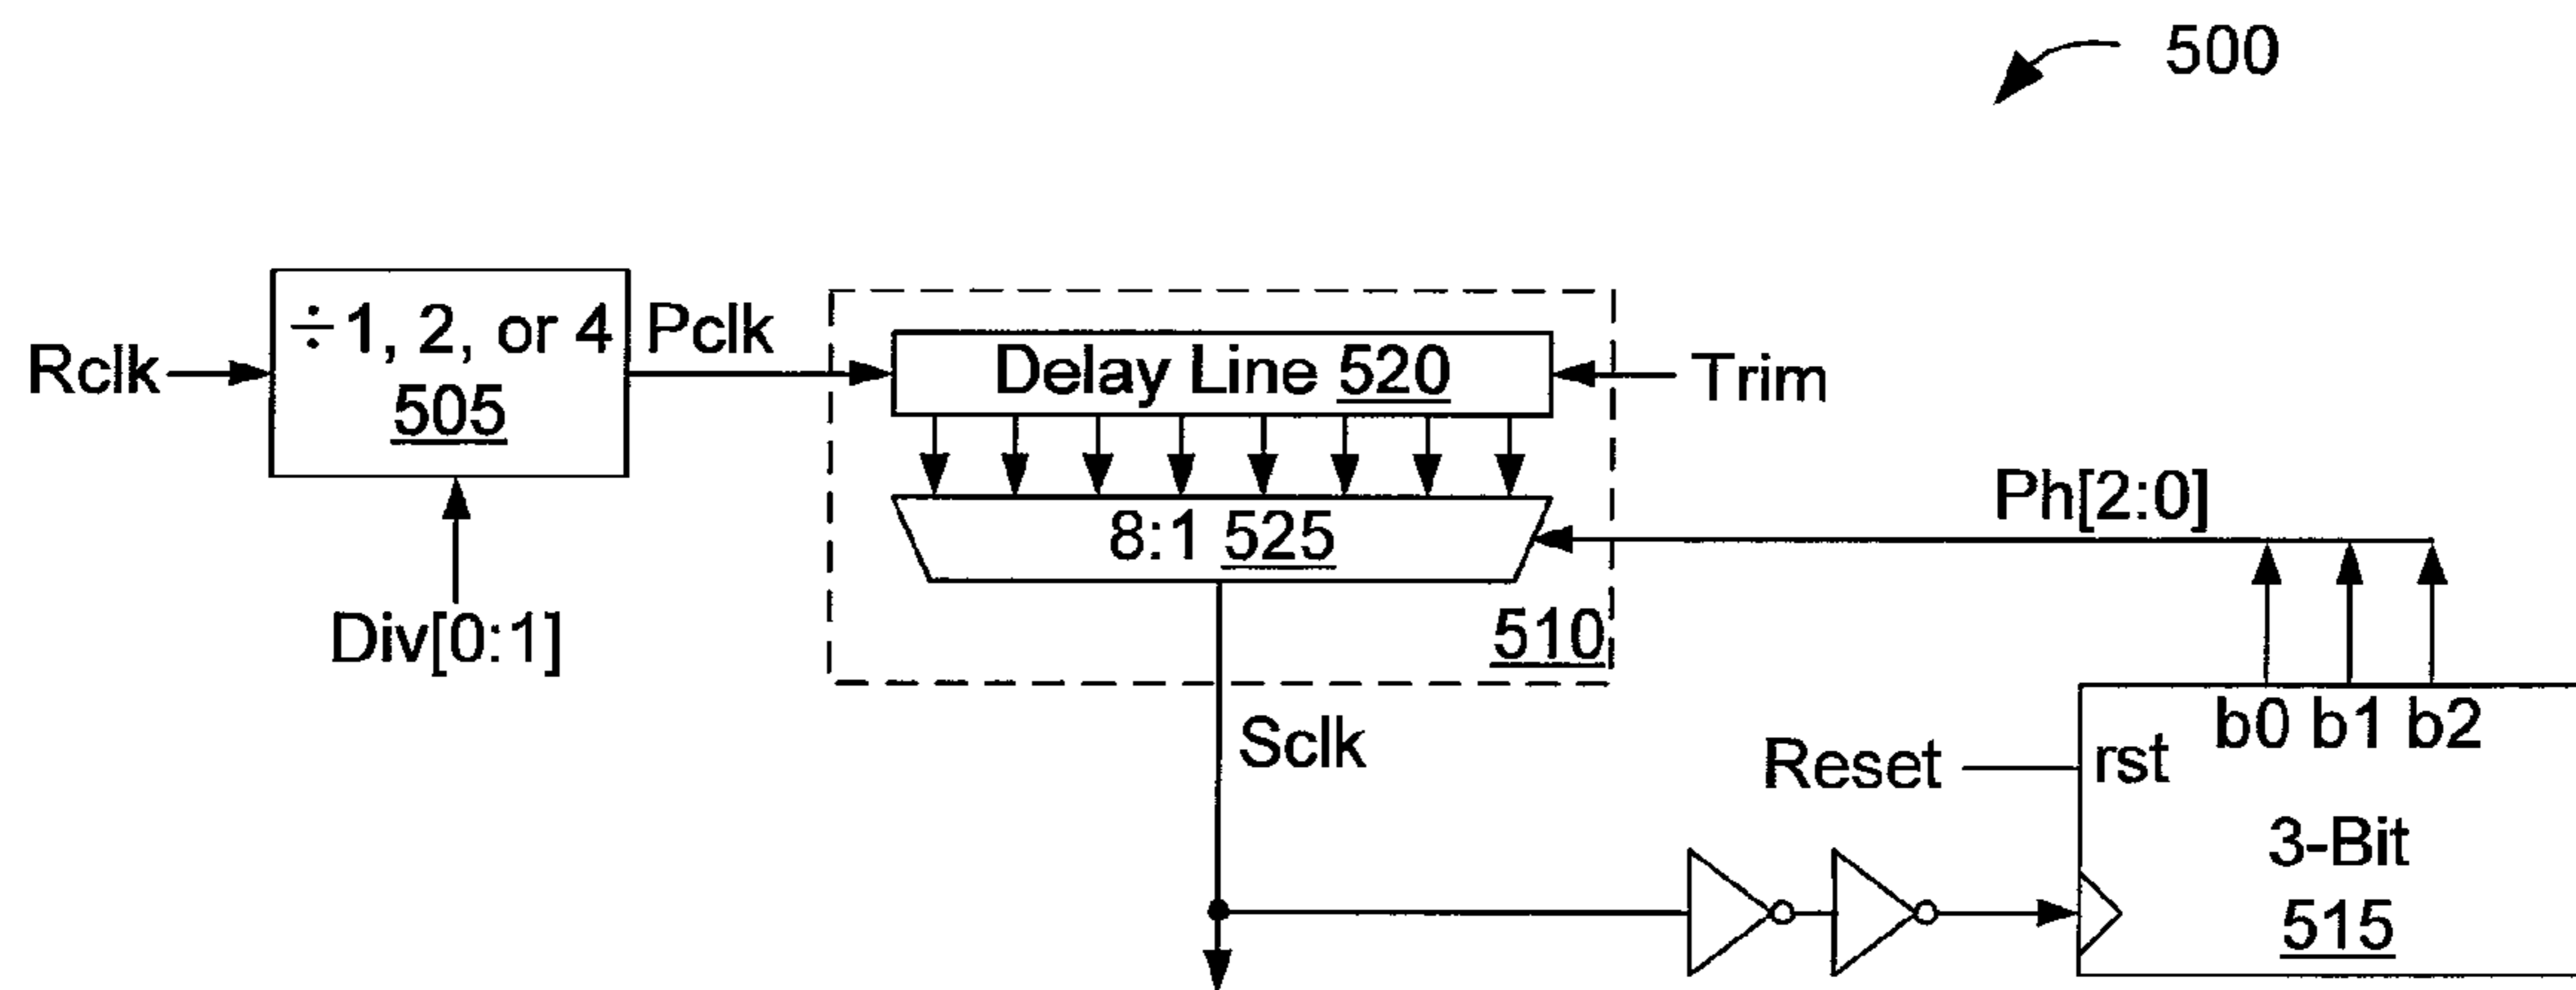 500
÷1, 2, or 4
505
Rclk
Pclk
Div[0:1]
Delay Line 520
Trim
8:1 525
510
Ph[2:0]
Sclk
b0 b1 b2
Reset
rst
3-Bit
515